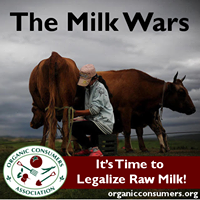 The Milk Wars
ORGANIC CONSUMERS
ASSOCIATION
It's Time to
Legalize Raw Milk!
organicconsumers.org